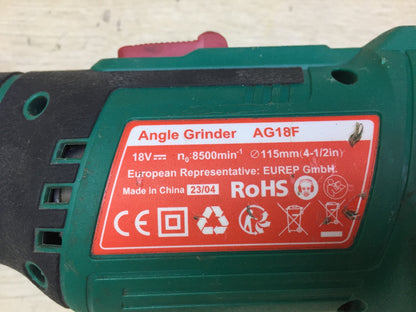 Angle Grinder AG18F
18V⎓ n₀:8500min⁻¹ ∅115mm(4-1/2in)
European Representative: EUREP GmbH.
Made in China 23/04 RoHS
CE